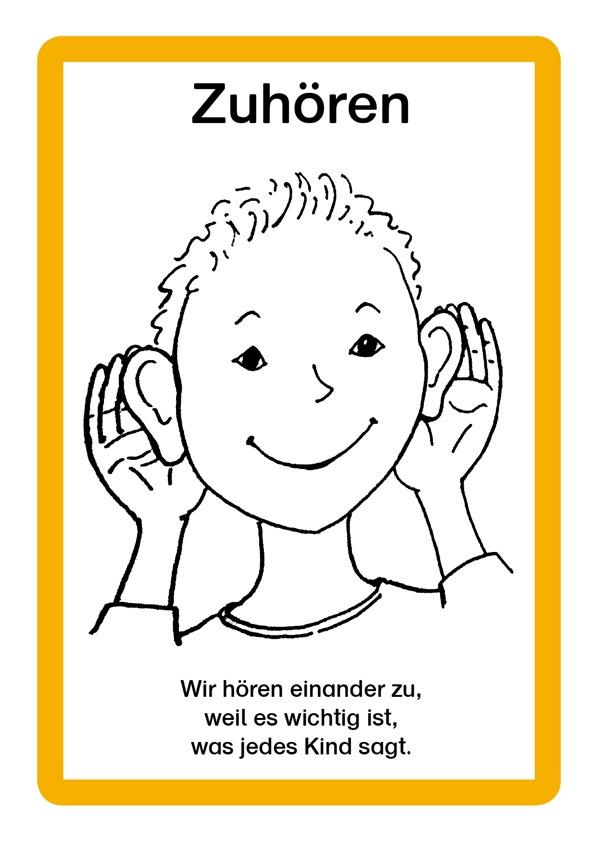 Zuhören
Wir hören einander zu,
weil es wichtig ist,
was jedes Kind sagt.